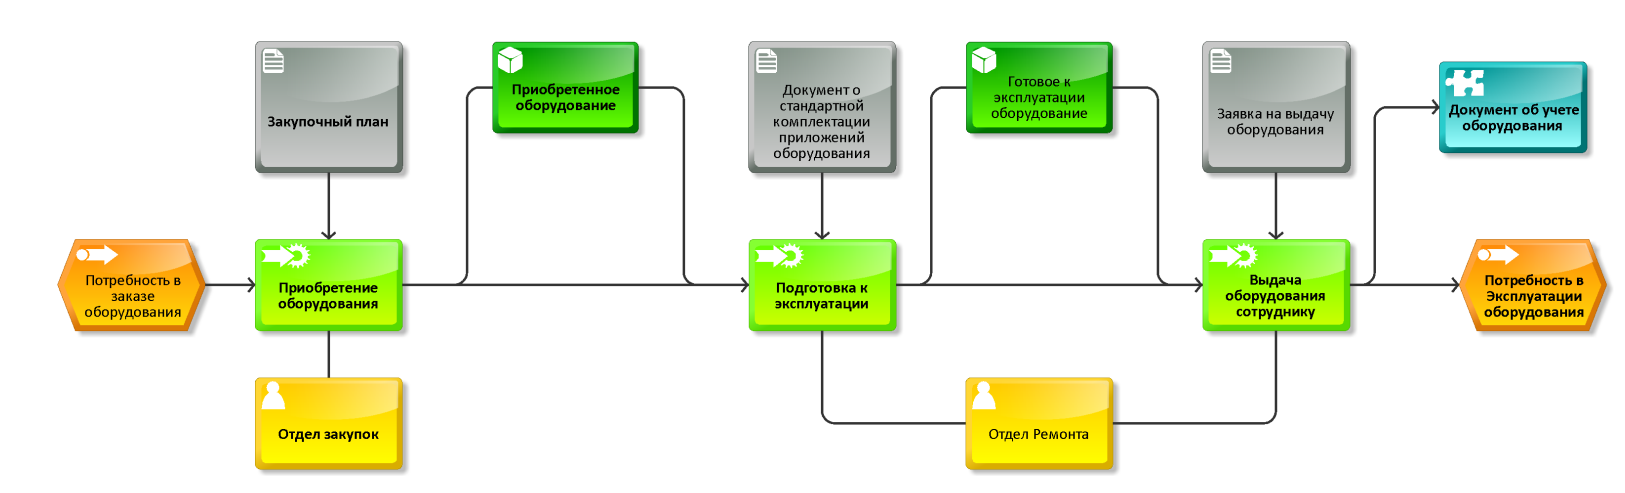 Закупочный план
Приобретенное
оборудование
Документ о
стандартной
комплектации
приложений
оборудования
Готовое к
эксплуатации
оборудование
Заявка на выдачу
оборудования
Документ об учете
оборудования
Потребность в
заказе
оборудования
Приобретение
оборудования
Подготовка к
эксплуатации
Выдача
оборудования
сотруднику
Потребность в
Эксплуатации
оборудования
Отдел закупок
Отдел Ремонта